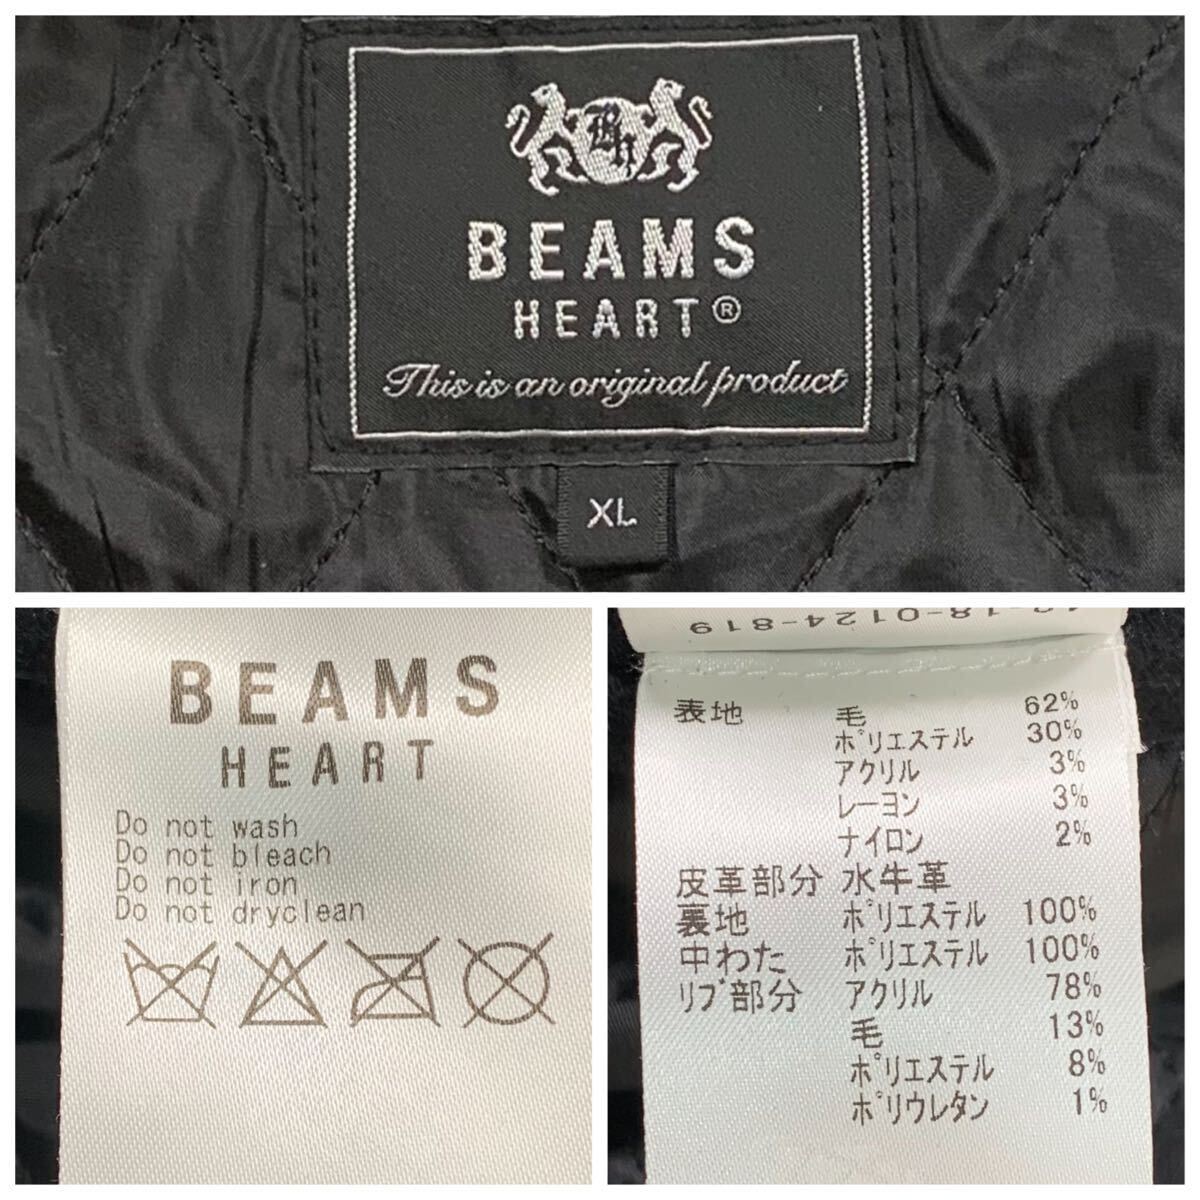 Bh
BEAMS
HEART®
This is an original product
XL
BEAMS
HEART
Do not wash
Do not bleach
Do not iron
Do not dryclean
-18-0124-819
表地 毛 62%
ポリエステル 30%
アクリル 3%
レーヨン 3%
ナイロン 2%
皮革部分 水牛革
裏地 ポリエステル 100%
中わた ポリエステル 100%
リブ部分 アクリル 78%
毛 13%
ポリエステル 8%
ポリウレタン 1%